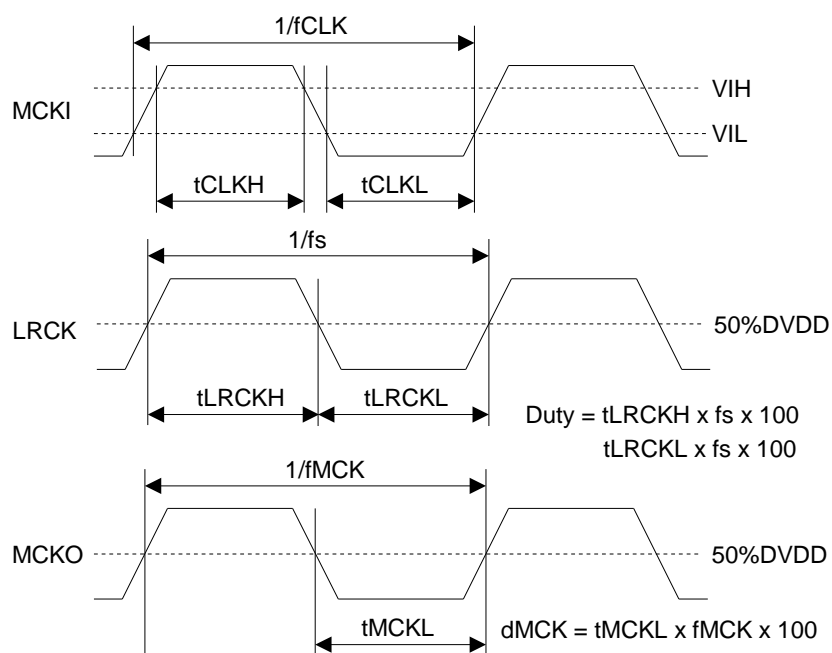 1/fCLK
MCKI
VIH
VIL
tCLKH
tCLKL
1/fs
LRCK
50%DVDD
tLRCKH
tLRCKL
Duty = tLRCKH x fs x 100
tLRCKL x fs x 100
1/fMCK
MCKO
50%DVDD
tMCKL
dMCK = tMCKL x fMCK x 100